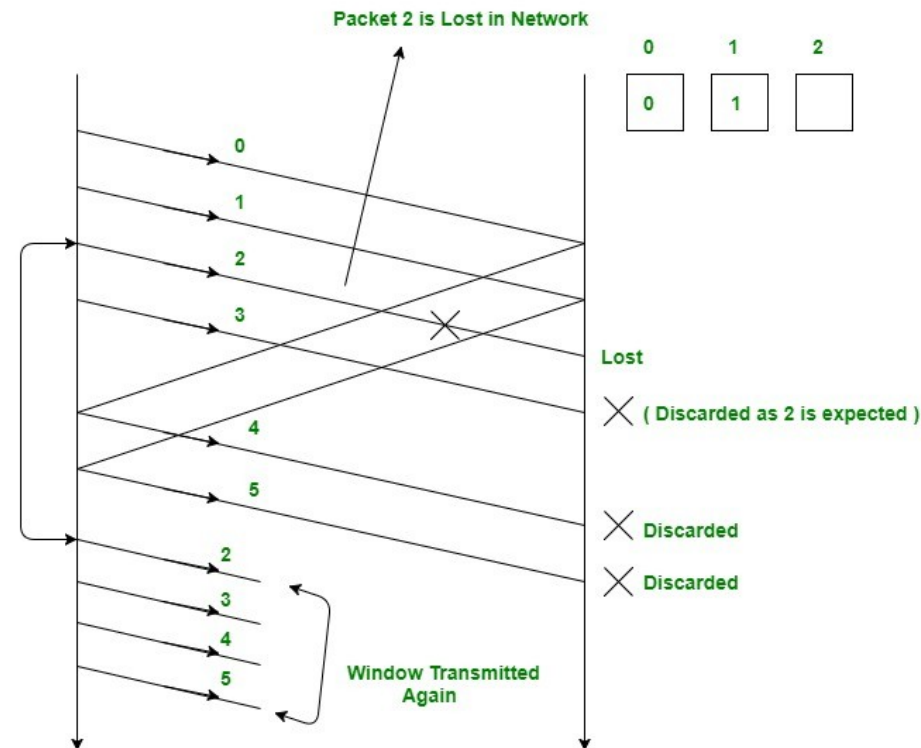 Packet 2 is Lost in Network
0 1 2
0 1
0
1
2
3
Lost
( Discarded as 2 is expected )
4
5
Discarded
Discarded
2
3
4
5
Window Transmitted
Again